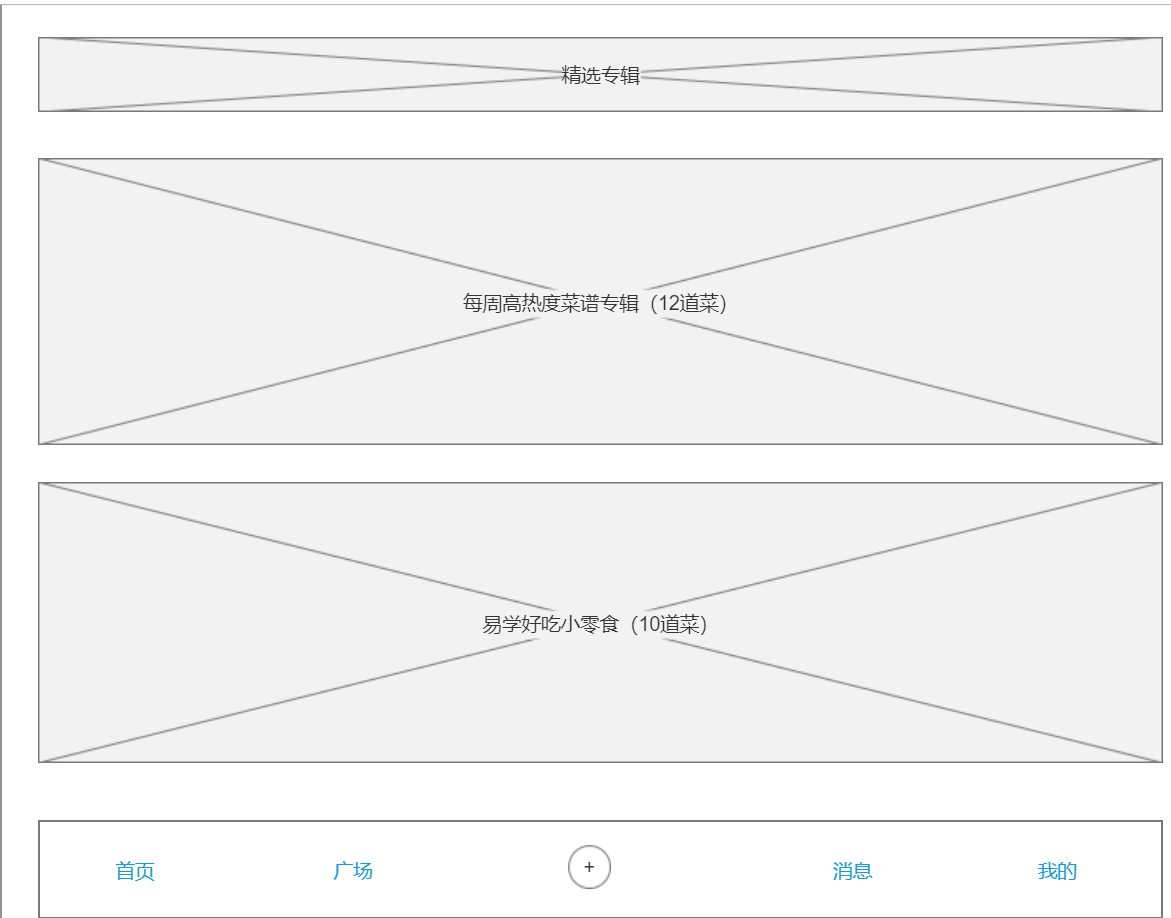 精选专辑
每周高热度菜谱专辑（12道菜）
易学好吃小零食（10道菜）
首页 广场 + 消息 我的